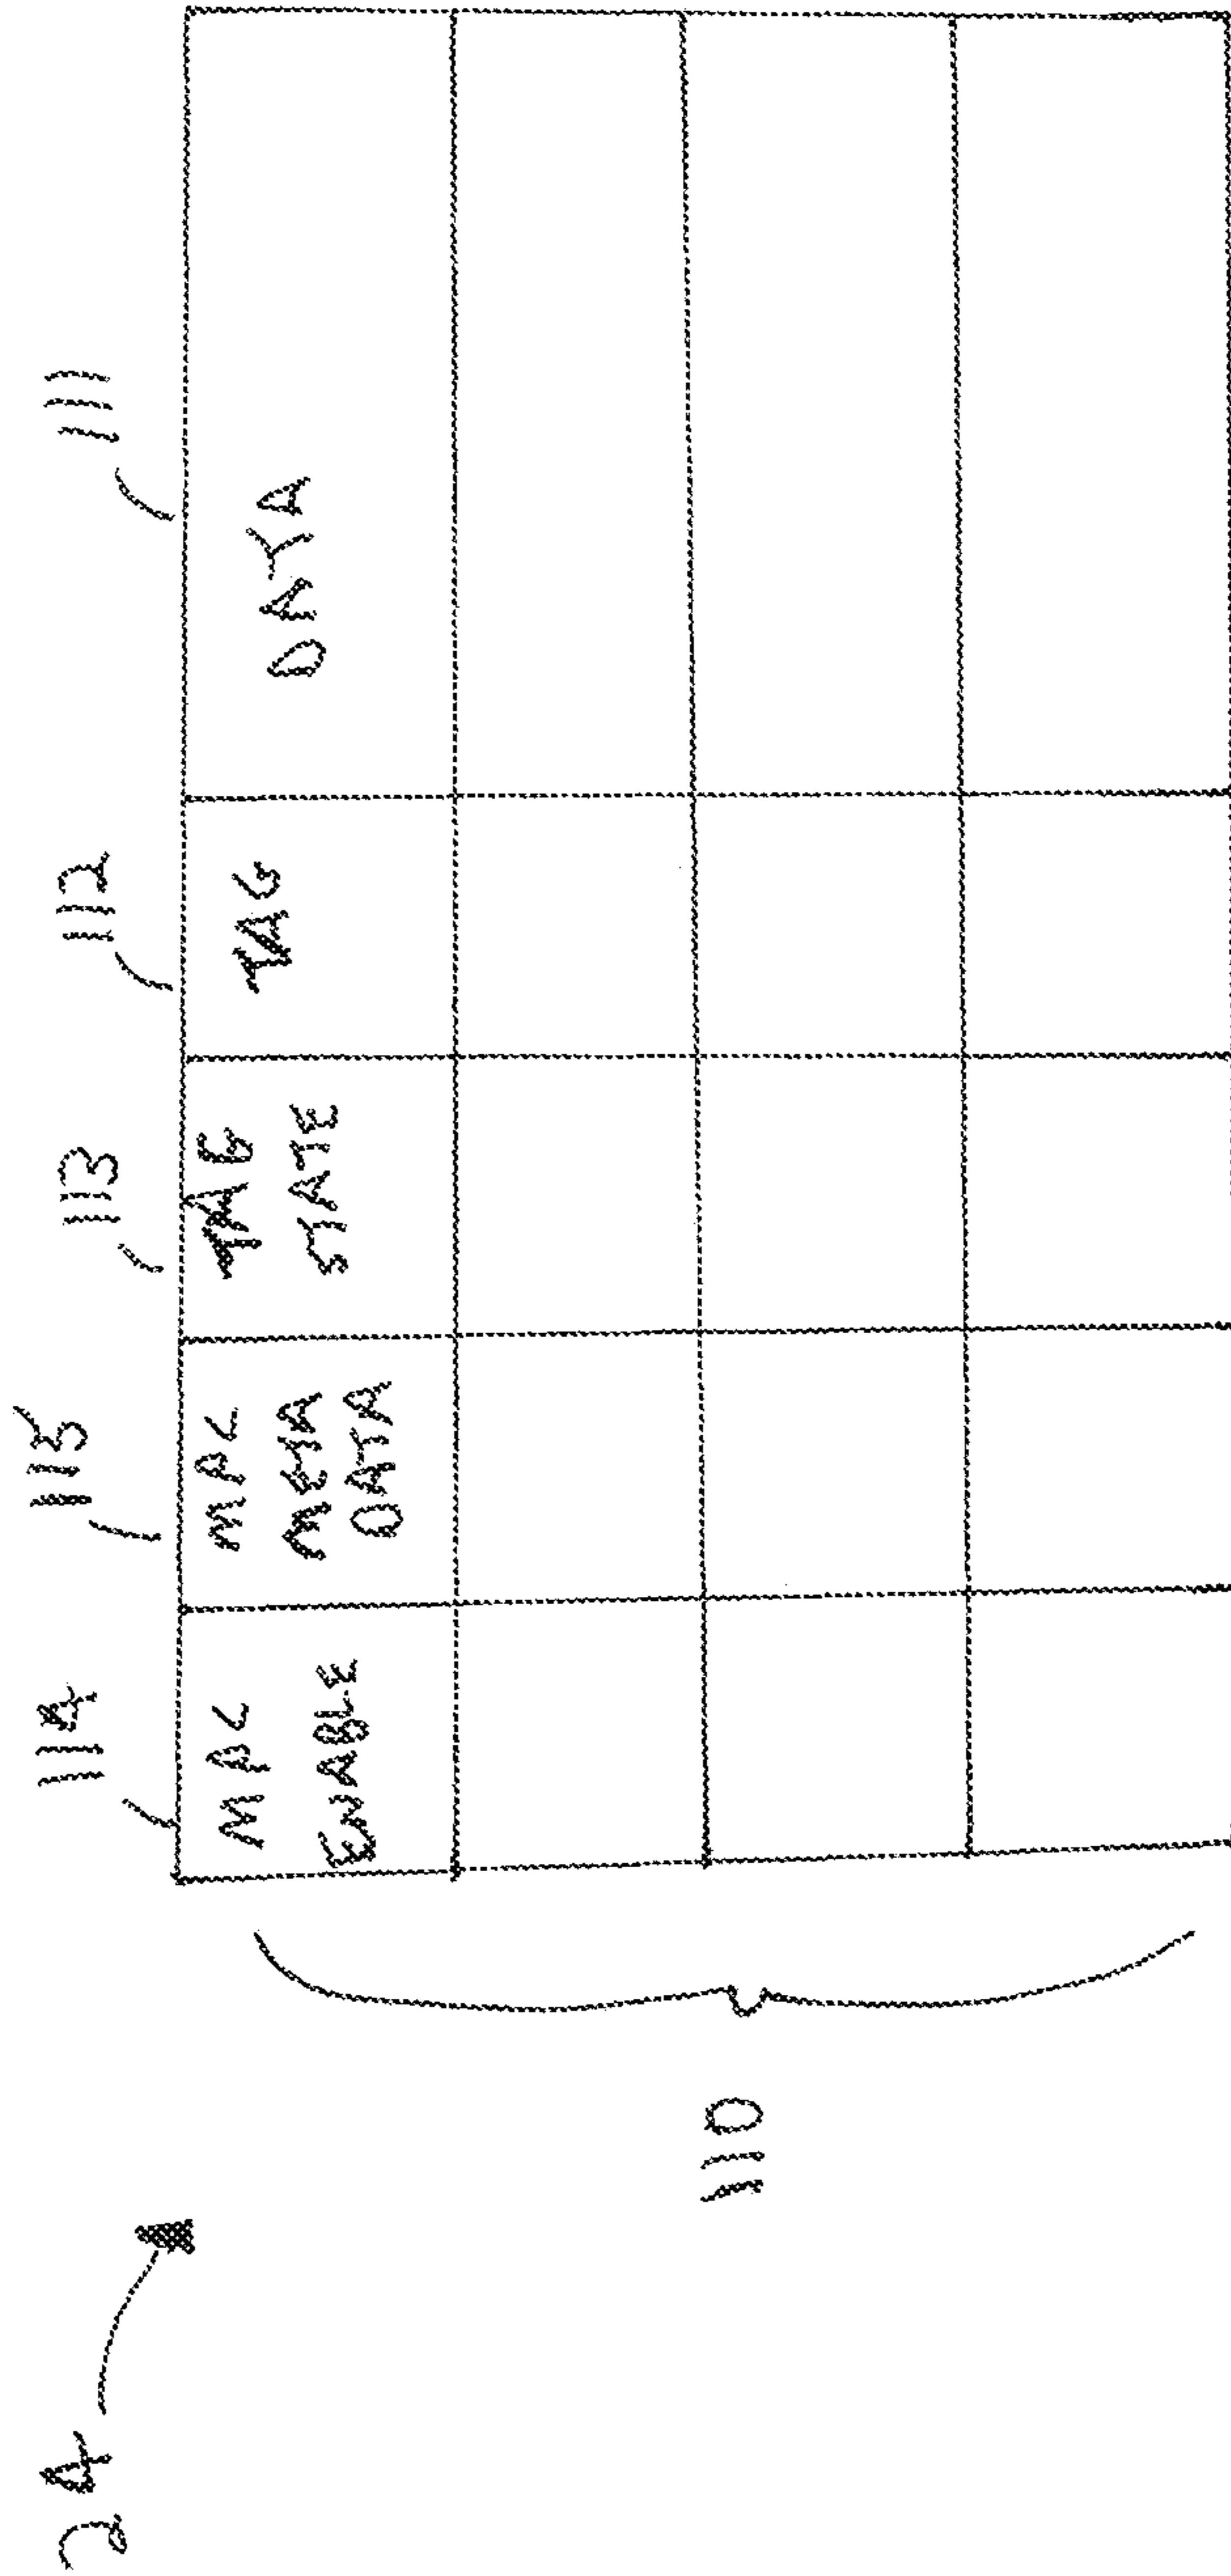 24
114 115 113 112 111
MPC ENABLE
MPC META DATA
TAG STATE
TAG
DATA
110